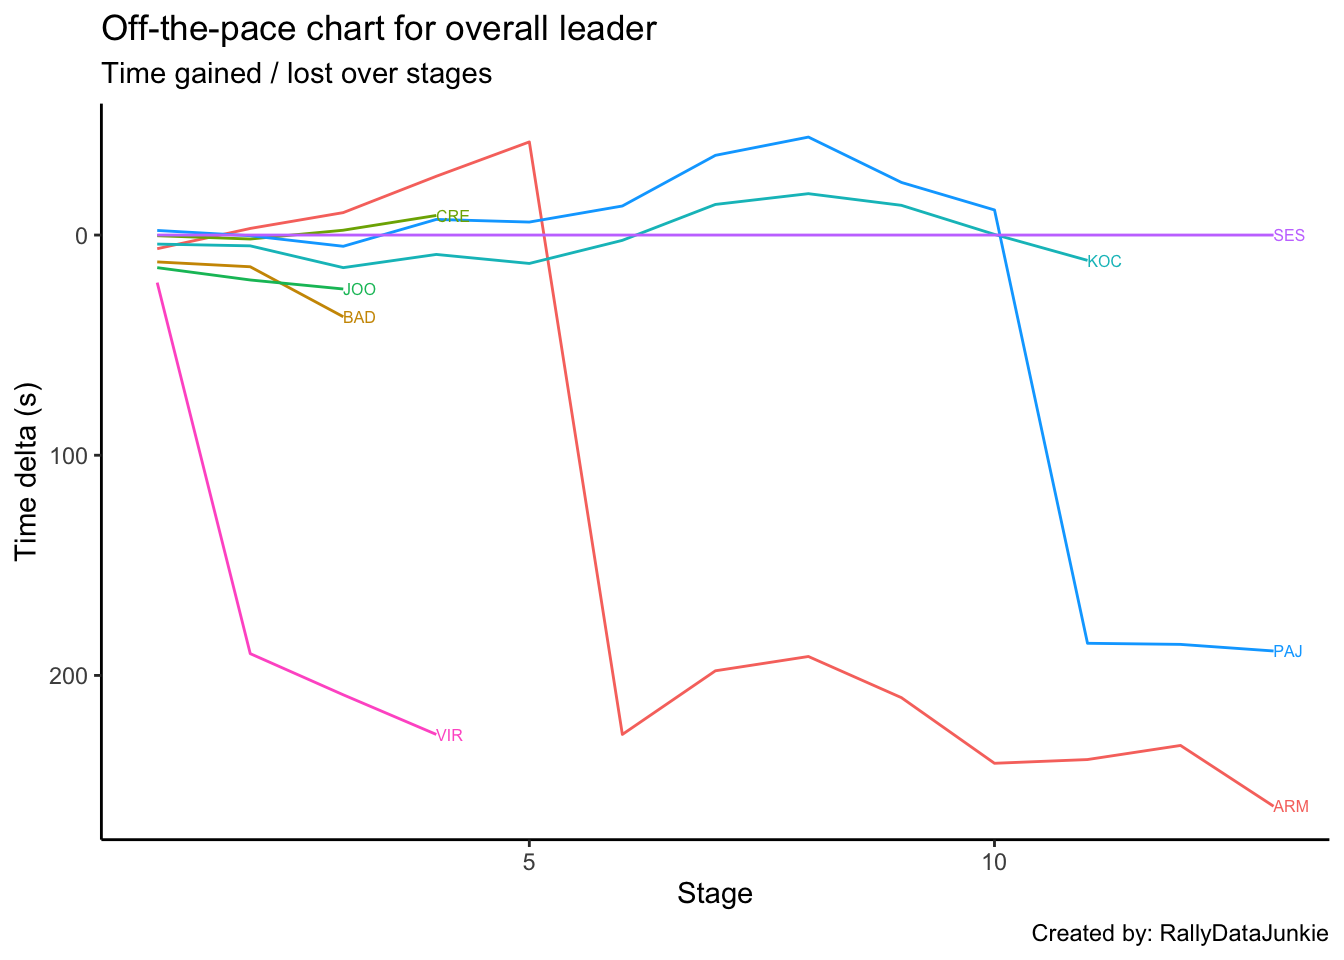 Off-the-pace chart for overall leader
Time gained / lost over stages
Time delta (s)
0
100
200
CRE
SES
KOC
JOO
BAD
PAJ
VIR
ARM
5
10
Stage
Created by: RallyDataJunkie